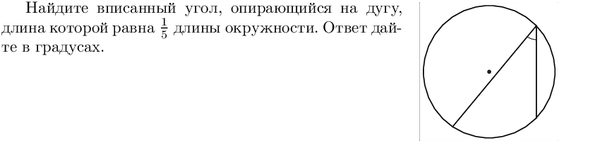 Найдите вписанный угол, опирающийся на дугу,
длина которой равна 1/5 длины окружности. Ответ дай-
те в градусах.